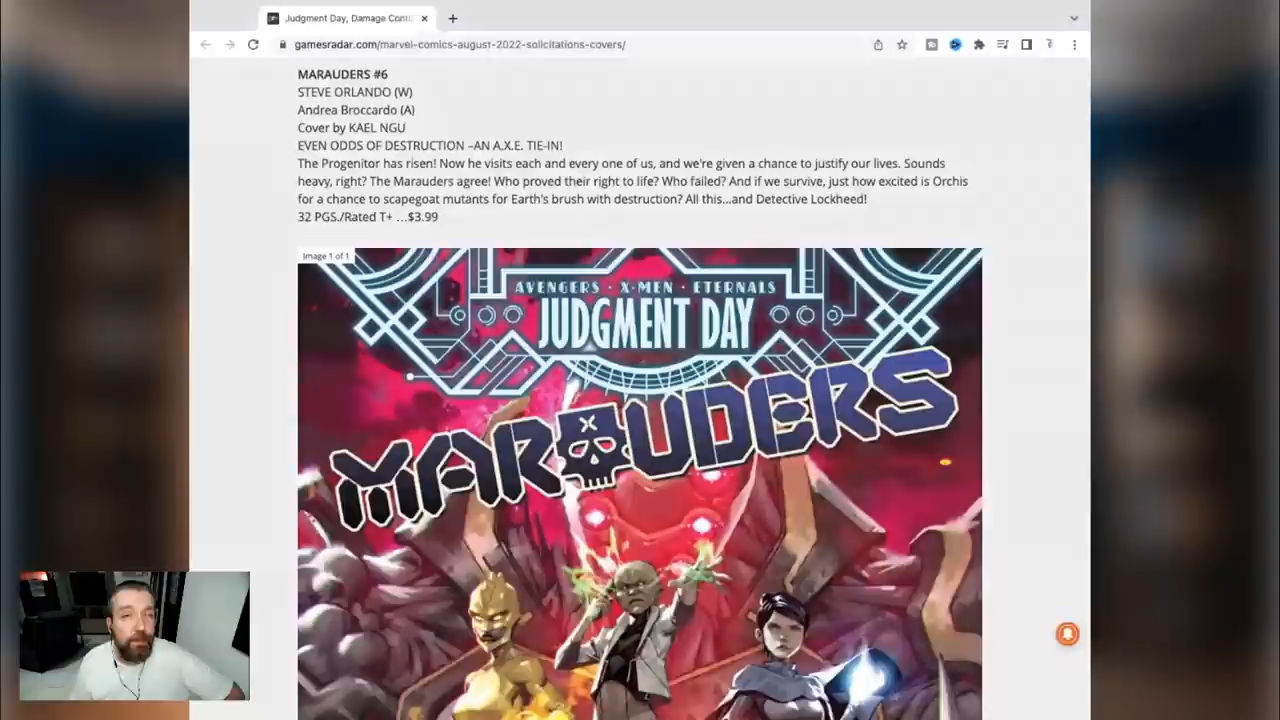 Judgment Day, Damage Contr
gamesradar.com/marvel-comics-august-2022-solicitations-covers/
MARAUDERS #6
STEVE ORLANDO (W)
Andrea Broccardo (A)
Cover by KAEL NGU
EVEN ODDS OF DESTRUCTION –AN A.X.E. TIE-IN!
The Progenitor has risen! Now he visits each and every one of us, and we're given a chance to justify our lives. Sounds
heavy, right? The Marauders agree! Who proved their right to life? Who failed? And if we survive, just how excited is Orchis
for a chance to scapegoat mutants for Earth's brush with destruction? All this...and Detective Lockheed!
32 PGS./Rated T+ …$3.99
Image 1 of 1
AVENGERS · X-MEN · ETERNALS
JUDGMENT DAY
MARAUDERS